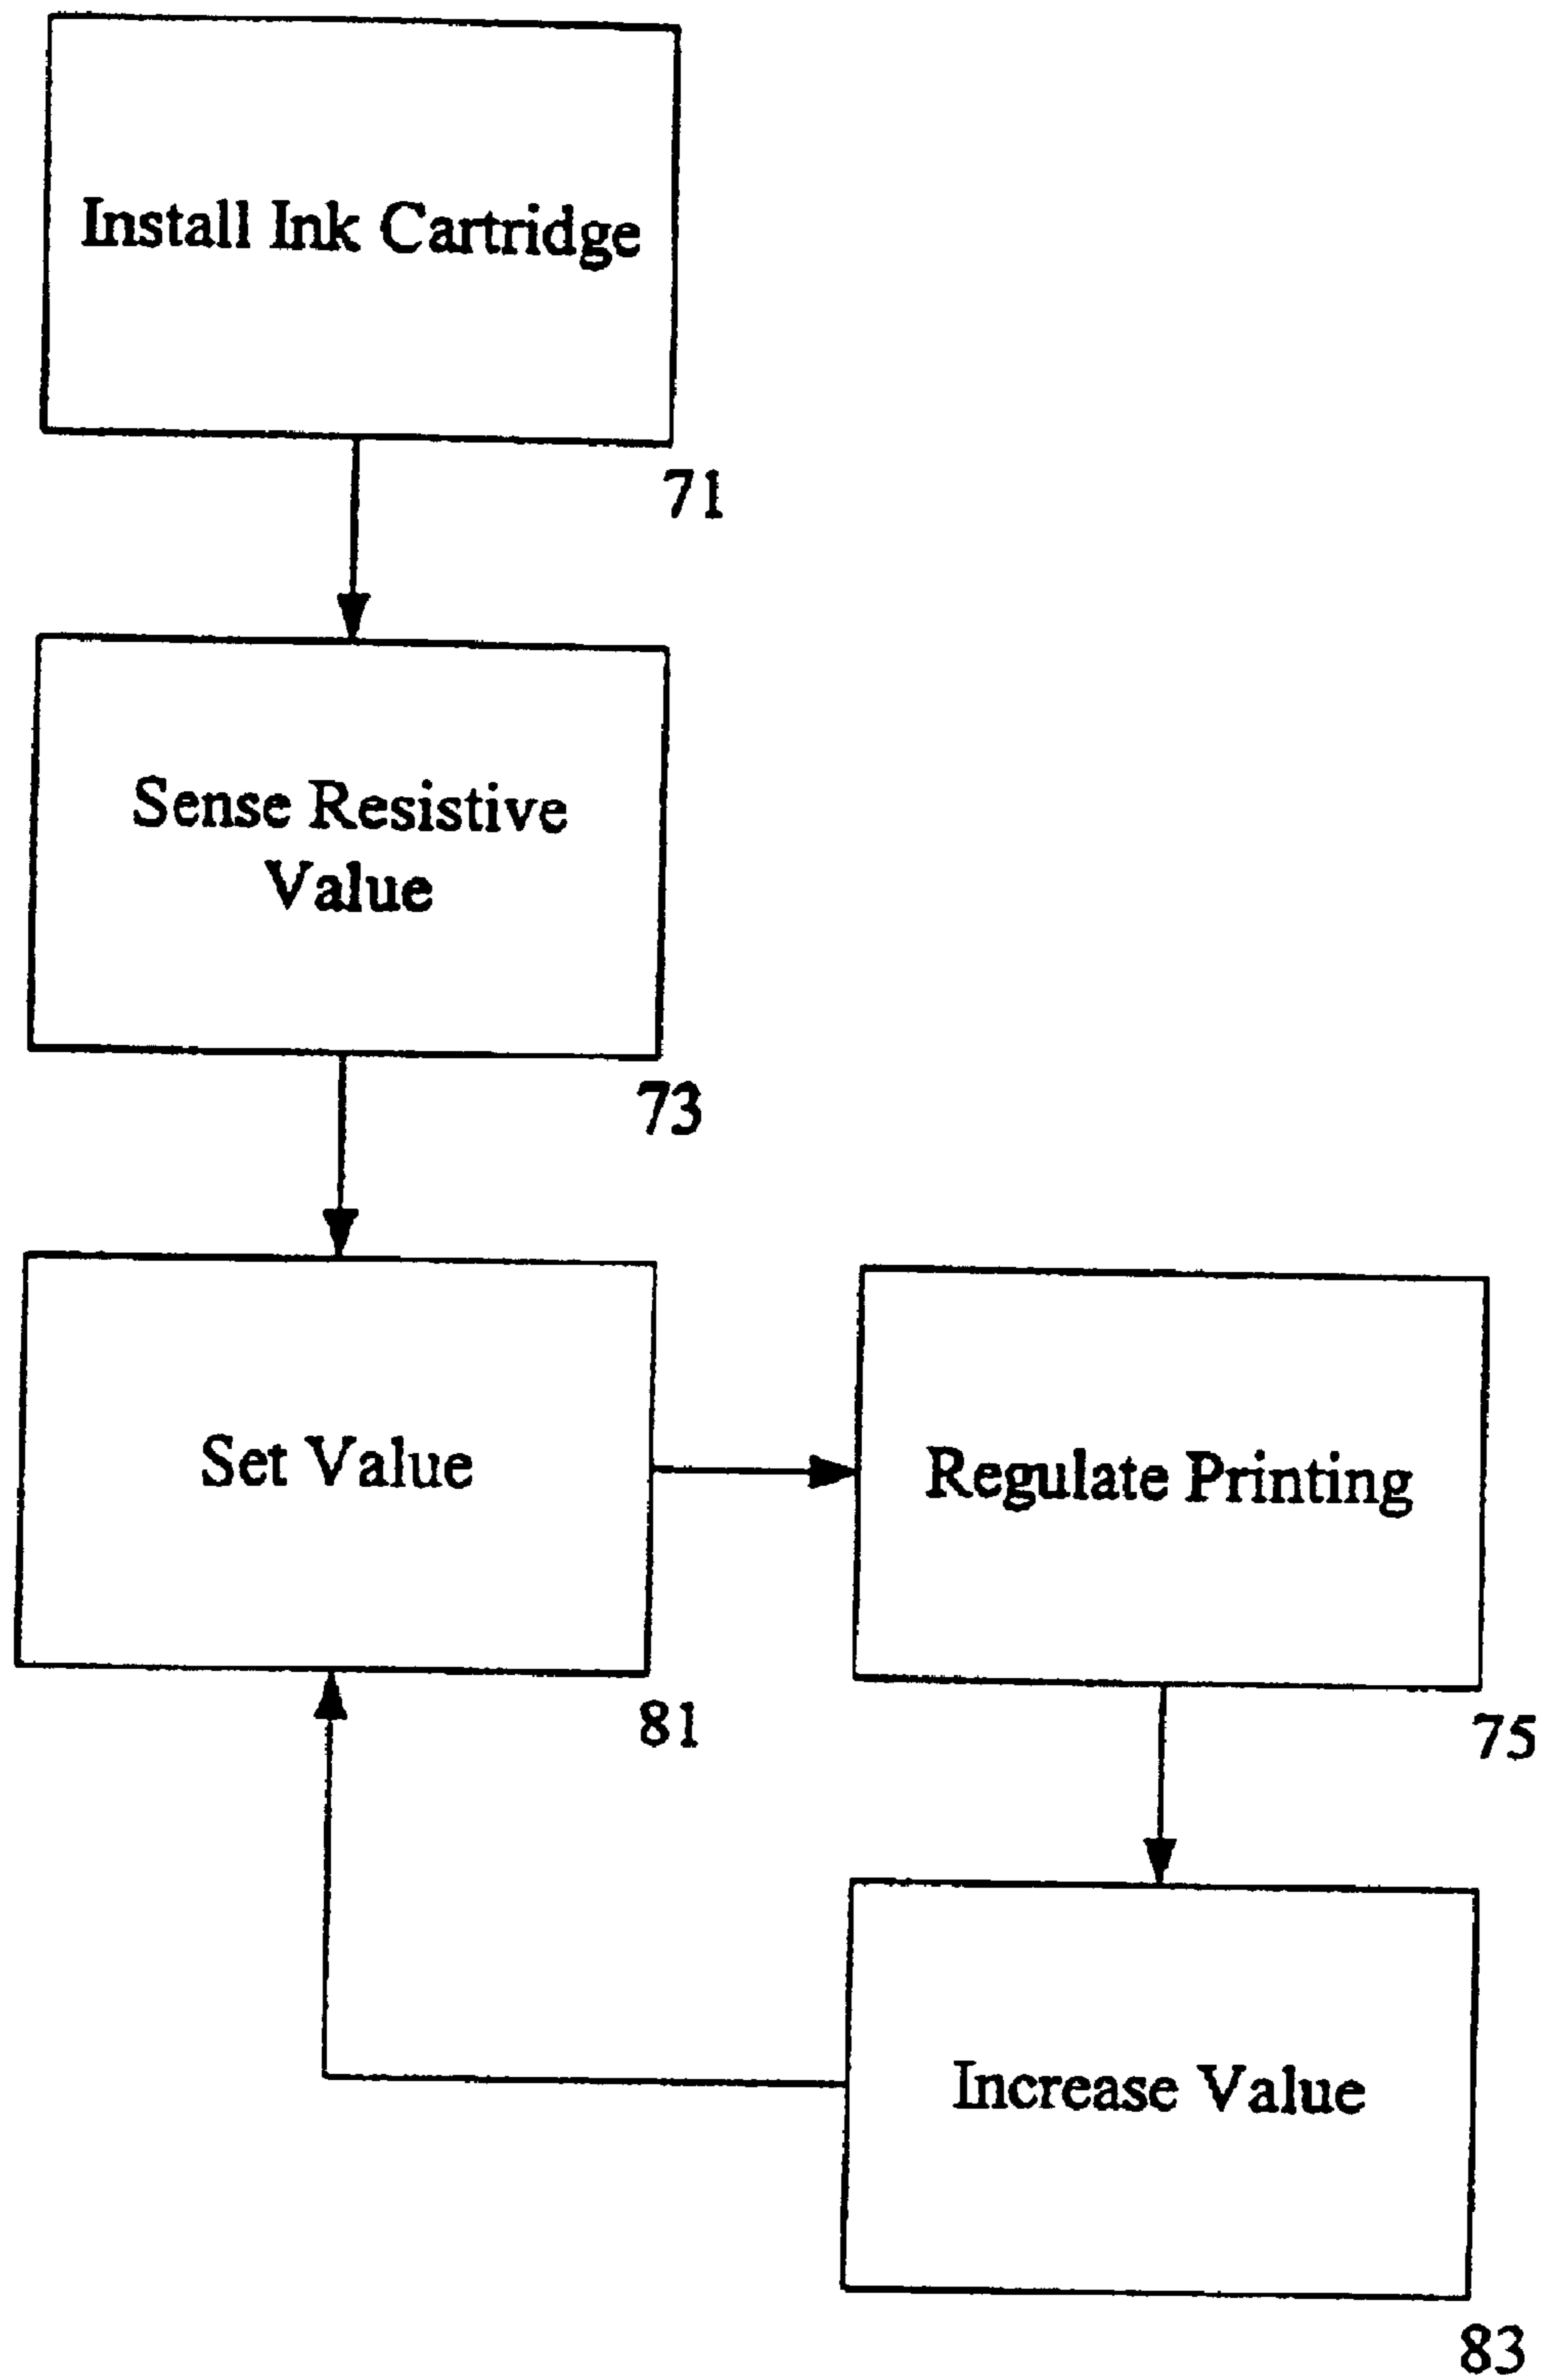 Install Ink Cartridge
71
Sense Resistive
Value
73
Set Value
81
Regulate Printing
75
Increase Value
83